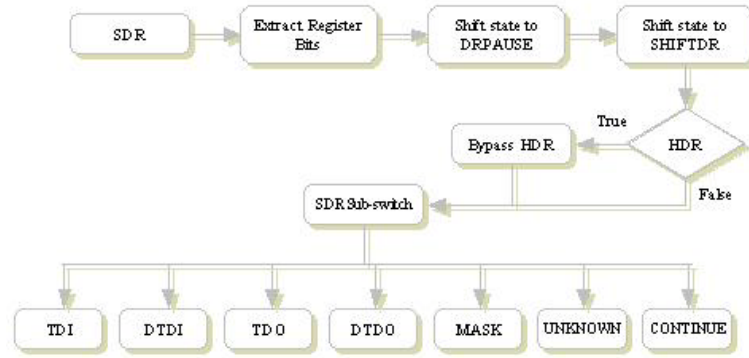 SDR
Extract Register
Bits
Shift state to
DRPAUSE
Shift state to
SHIFTDR
True
Bypass HDR
HDR
False
SDR Sub-switch
TDI
DTDI
TDO
DTDO
MASK
UNKNOWN
CONTINUE